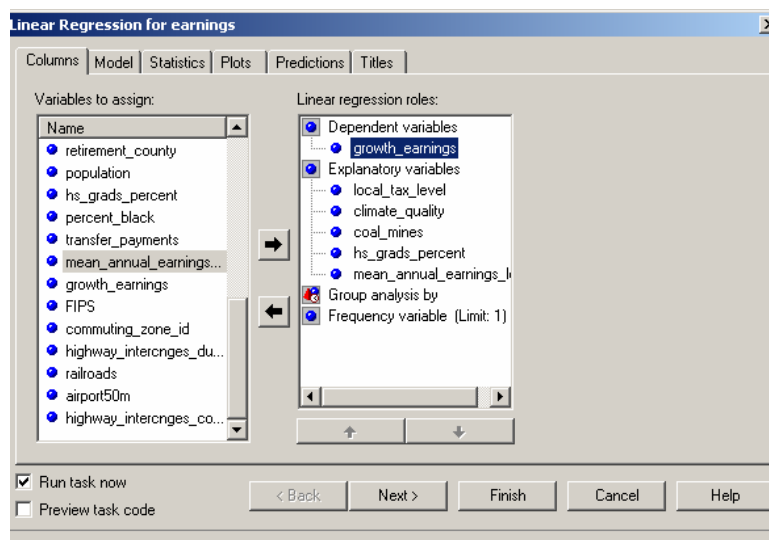 Linear Regression for earnings
Columns Model Statistics Plots Predictions Titles
Variables to assign:
Name
retirement_county
population
hs_grads_percent
percent_black
transfer_payments
mean_annual_earnings...
growth_earnings
FIPS
commuting_zone_id
highway_intercnges_du...
railroads
airport50m
highway_intercnges_co...
Linear regression roles:
Dependent variables
growth_earnings
Explanatory variables
local_tax_level
climate_quality
coal_mines
hs_grads_percent
mean_annual_earnings_l
Group analysis by
Frequency variable (Limit: 1)
Run task now
Preview task code
< Back Next > Finish Cancel Help